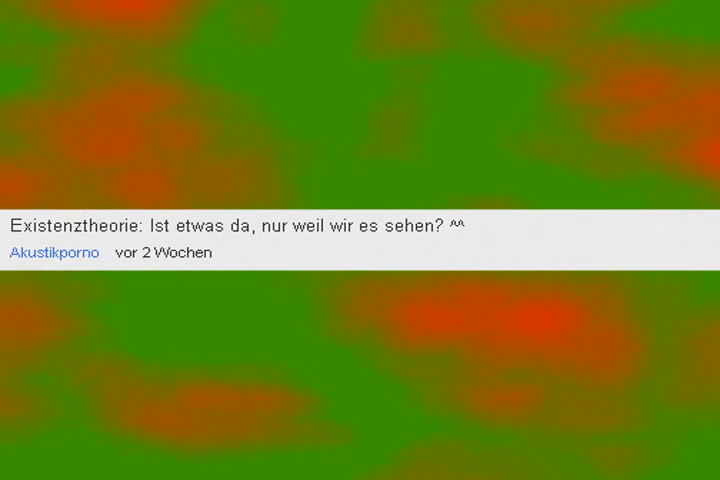 Existenztheorie: Ist etwas da, nur weil wir es sehen? ^^
Akustikporno vor 2 Wochen